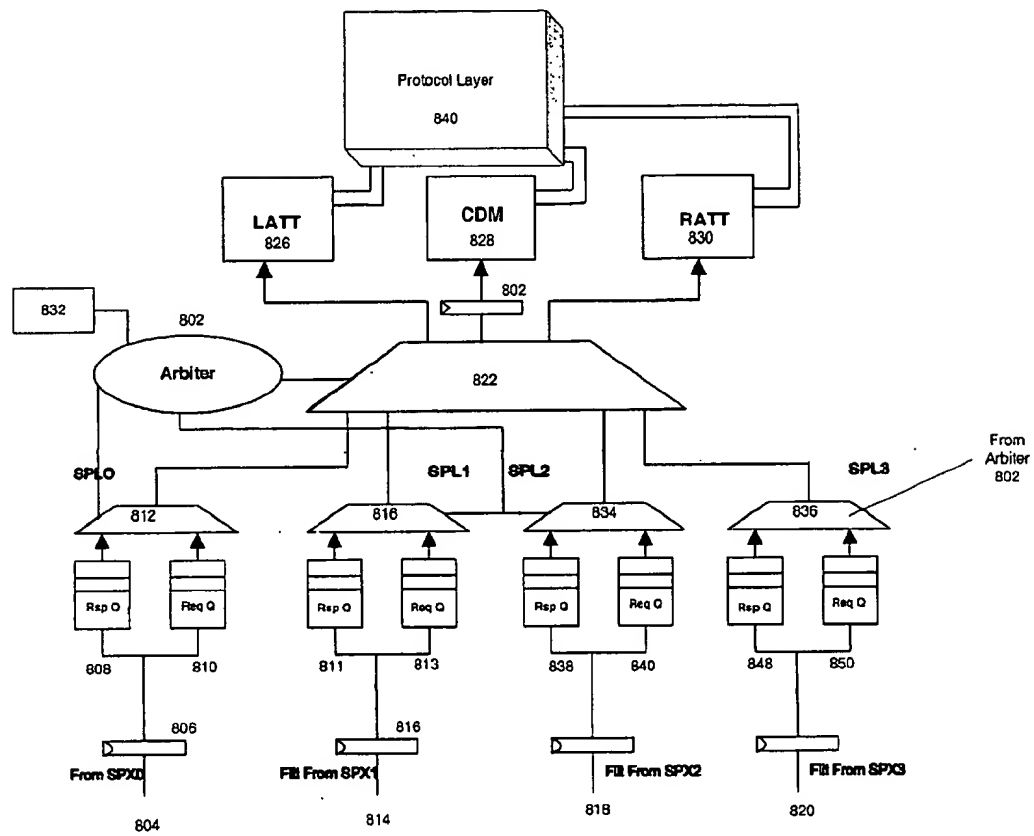 Protocol Layer
840
LATT
826
CDM
828
RATT
830
802
832
802
Arbiter
822
SPL0
SPL1
SPL2
SPL3
From
Arbiter
802
812
816
834
836
Rsp Q
Req Q
Rsp Q
Req Q
Rsp Q
Req Q
Rsp Q
Req Q
808
810
811
813
838
840
848
850
806
816
From SPX0
Flit From SPX1
Flit From SPX2
Flit From SPX3
804
814
818
820